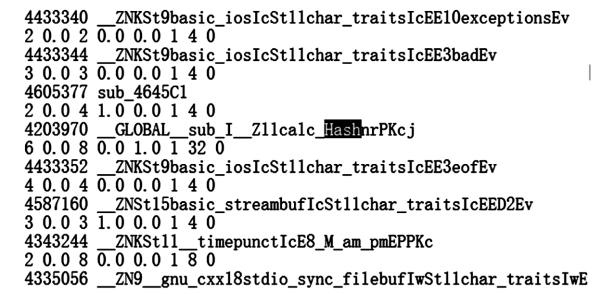 4433340 __ZNKSt9basic_iosIcSt11char_traitsIcEE10exceptionsEv
2 0.0 2 0.0 0.0 1 4 0
4433344 __ZNKSt9basic_iosIcSt11char_traitsIcEE3badEv
3 0.0 3 0.0 0.0 1 4 0
4605377 sub_4645C1
2 0.0 4 1.0 0.0 1 4 0
4203970 __GLOBAL__sub_I__Z11calc_HashnrPKcj
6 0.0 8 0.0 1.0 1 32 0
4433352 __ZNKSt9basic_iosIcSt11char_traitsIcEE3eofEv
4 0.0 4 0.0 0.0 1 4 0
4587160 __ZNSt15basic_streambufIcSt11char_traitsIcEED2Ev
3 0.0 3 1.0 0.0 1 4 0
4343244 __ZNKSt11__timepunctIcE8_M_am_pmEPPKc
2 0.0 8 0.0 0.0 1 8 0
4335056 __ZN9__gnu_cxx18stdio_sync_filebufIwSt11char_traitsIwE